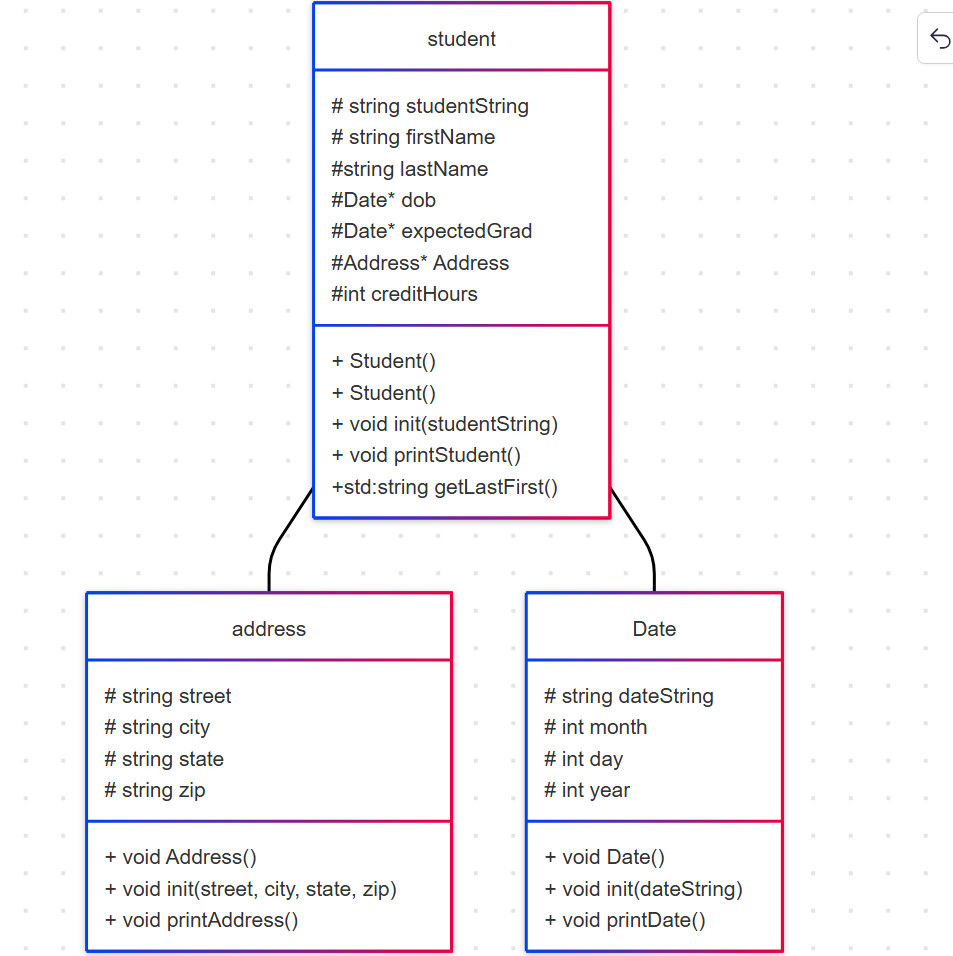 student
# string studentString
# string firstName
#string lastName
#Date* dob
#Date* expectedGrad
#Address* Address
#int creditHours
+ Student()
+ Student()
+ void init(studentString)
+ void printStudent()
+std:string getLastFirst()
address
# string street
# string city
# string state
# string zip
+ void Address()
+ void init(street, city, state, zip)
+ void printAddress()
Date
# string dateString
# int month
# int day
# int year
+ void Date()
+ void init(dateString)
+ void printDate()